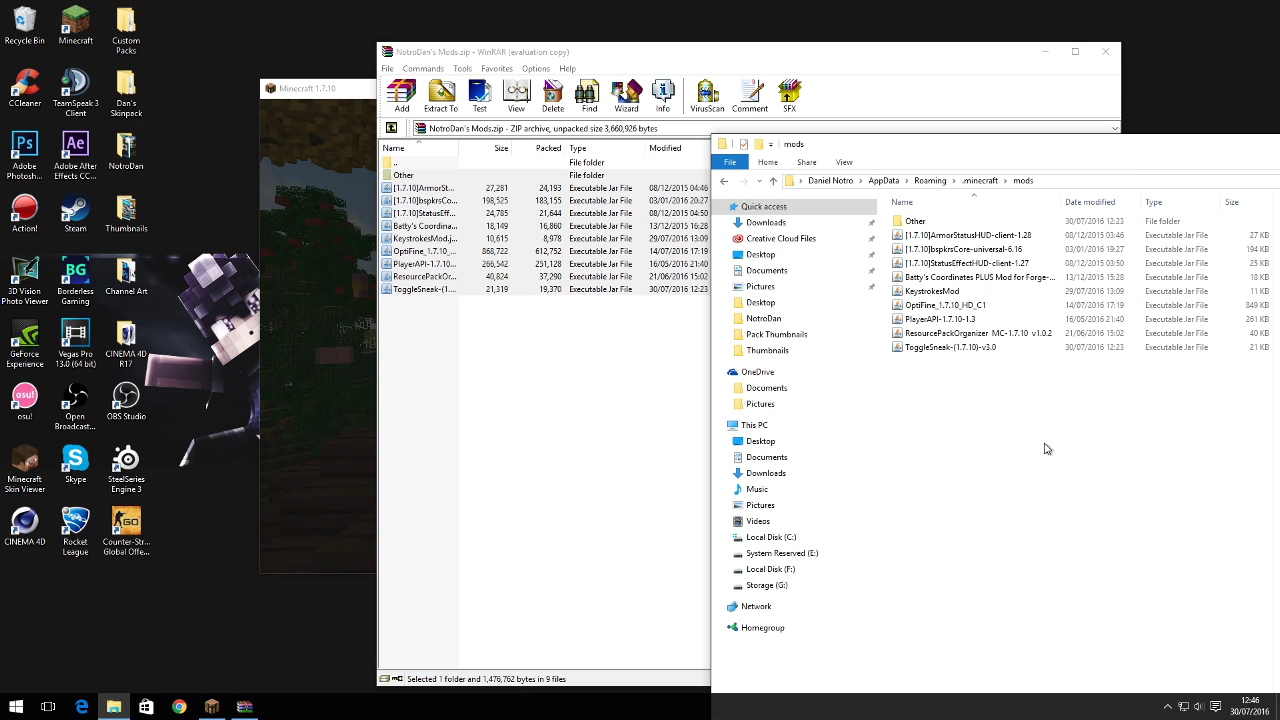 Recycle Bin
Minecraft
Custom
Packs
CCleaner
TeamSpeak 3
Client
Dan's
Skinpack
Adobe
Photosh...
Adobe After
Effects CC...
NotroDan
Action!
Steam
Thumbnails
VSCO Film
Photo Viewer
Borderless
Gaming
Channel Art
GeForce
Experience
Vegas Pro
13.0 (64 bit)
CINEMA 4D
R17
osu!
Open
Broadcast...
OBS Studio
Minecraft
Skin Viewer
Skype
SteelSeries
Engine 3
CINEMA 4D
Rocket
League
Counter-Str...
Global Offe...
Minecraft 1.7.10
NotroDan's Mods.zip - WinRAR (evaluation copy)
File Commands Tools Favorites Options Help
Add Extract To Test View Delete Find Wizard Info VirusScan Comment SFX
NotroDan's Mods.zip - ZIP archive, unpacked size 3,660,926 bytes
Name Size Packed Type Modified
.. File folder
Other File folder
[1.7.10]ArmorSt... 27,281 24,193 Executable Jar File 08/12/2015 04:46
[1.7.10]bspkrsCo... 198,525 183,155 Executable Jar File 03/01/2016 20:27
[1.7.10]StatusEff... 24,785 21,644 Executable Jar File 08/12/2015 04:50
Batty's Coordina... 18,149 16,860 Executable Jar File 13/12/2015 16:28
KeystrokesMod.j... 10,615 8,978 Executable Jar File 29/07/2016 13:09
OptiFine_1.7.10_... 868,722 612,752 Executable Jar File 14/07/2016 17:19
PlayerAPI-1.7.10-... 266,542 251,128 Executable Jar File 16/05/2016 21:40
ResourcePackOr... 40,824 37,290 Executable Jar File 21/06/2016 15:02
ToggleSneak-(1.... 21,319 19,370 Executable Jar File 30/07/2016 12:23
Selected 1 folder and 1,476,762 bytes in 9 files
mods
File Home Share View
Daniel Notro > AppData > Roaming > .minecraft > mods
Quick access
Downloads
Creative Cloud Files
Desktop
Documents
Pictures
Desktop
NotroDan
Pack Thumbnails
Thumbnails
OneDrive
Documents
Pictures
This PC
Desktop
Documents
Downloads
Music
Pictures
Videos
Local Disk (C:)
System Reserved (E:)
Local Disk (F:)
Storage (G:)
Network
Homegroup
Name Date modified Type Size
Other 30/07/2016 12:23 File folder
[1.7.10]ArmorStatusHUD-client-1.28 08/12/2015 03:46 Executable Jar File 27 KB
[1.7.10]bspkrsCore-universal-6.16 03/01/2016 19:27 Executable Jar File 194 KB
[1.7.10]StatusEffectHUD-client-1.27 08/12/2015 03:50 Executable Jar File 25 KB
Batty's Coordinates PLUS Mod for Forge-... 13/12/2015 15:28 Executable Jar File 18 KB
KeystrokesMod 29/07/2016 13:09 Executable Jar File 11 KB
OptiFine_1.7.10_HD_C1 14/07/2016 17:19 Executable Jar File 849 KB
PlayerAPI-1.7.10-1.3 16/05/2016 21:40 Executable Jar File 261 KB
ResourcePackOrganizer_MC-1.7.10_v1.0.2 21/06/2016 15:02 Executable Jar File 40 KB
ToggleSneak-(1.7.10)-v3.0 30/07/2016 12:23 Executable Jar File 21 KB
12:46
30/07/2016